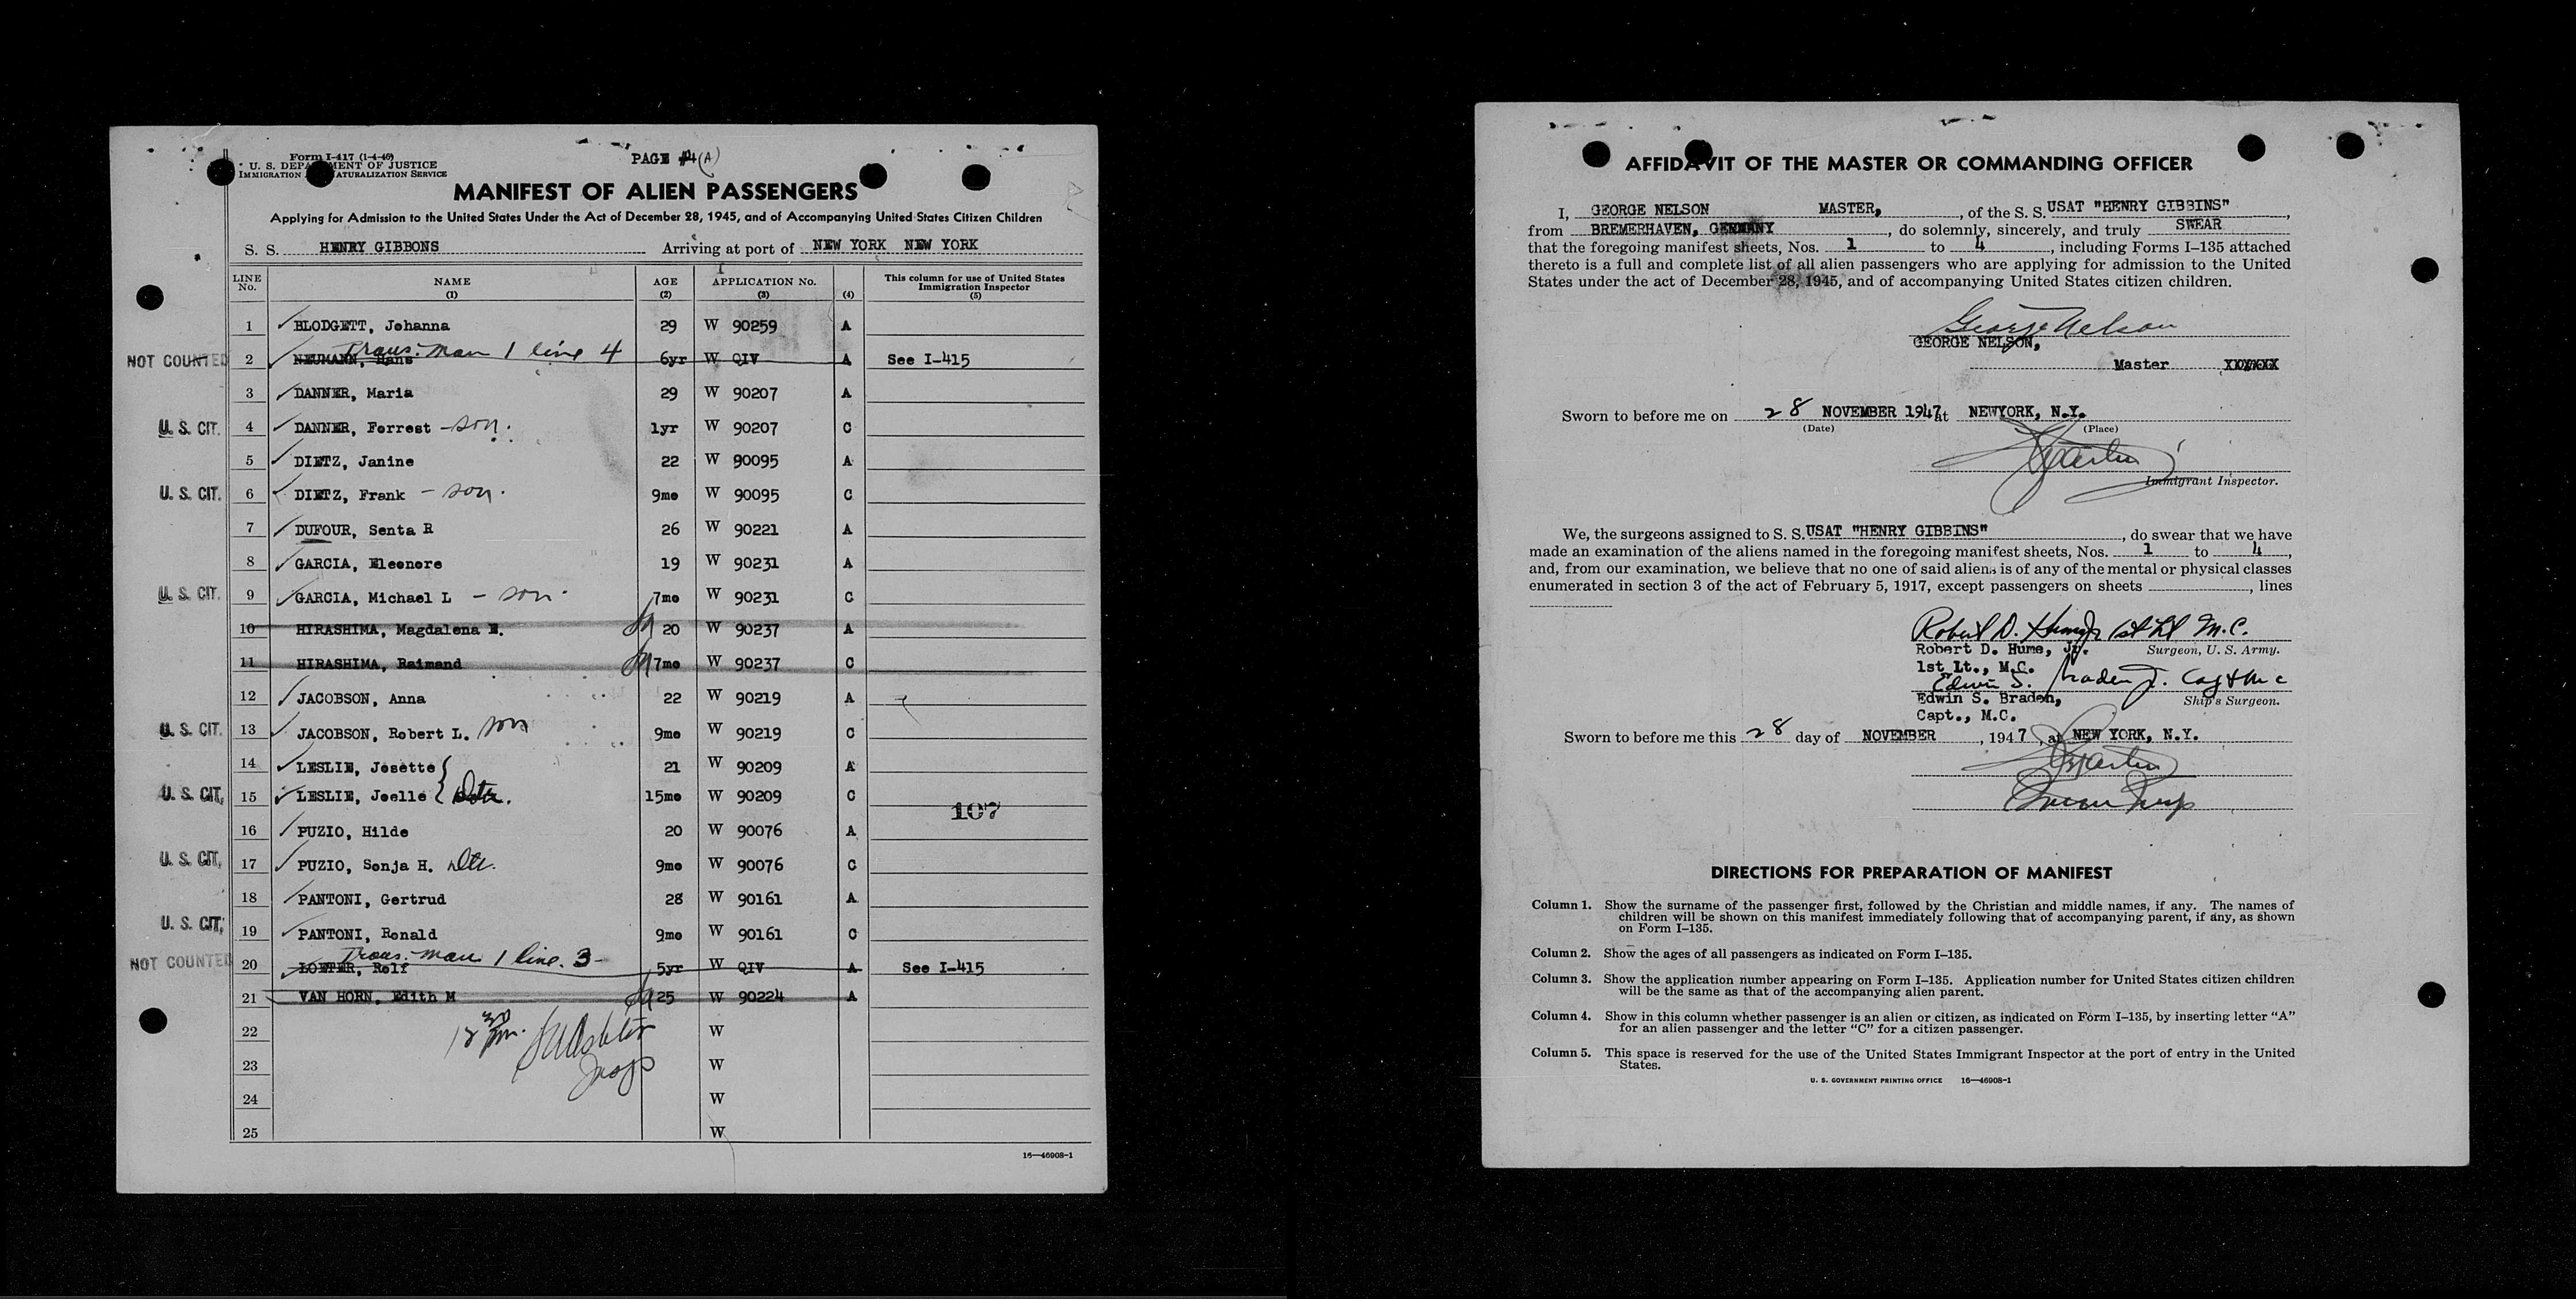 Form I-417 (1-4-46)
U. S. DEPARTMENT OF JUSTICE
IMMIGRATION NATURALIZATION SERVICE
PAGE #4 (A)
MANIFEST OF ALIEN PASSENGERS
Applying for Admission to the United States Under the Act of December 28, 1945, and of Accompanying United States Citizen Children
S. S. HENRY GIBBONS Arriving at port of NEW YORK NEW YORK
LINE No. NAME (1) AGE (2) APPLICATION No. (3) (4) This column for use of United States Immigration Inspector (5)
1 BLODGETT, Johanna 29 W 90259 A
Trans. man 1 line 4
NOT COUNTED 2 NEUMANN, Hans 6yr W QIV A See I-415
3 DANNER, Maria 29 W 90207 A
U. S. CIT. 4 DANNER, Forrest - son. 1yr W 90207 C
5 DIETZ, Janine 22 W 90095 A
U. S. CIT. 6 DIETZ, Frank - son. 9mo W 90095 C
7 DUFOUR, Senta R 26 W 90221 A
8 GARCIA, Eleonore 19 W 90231 A
U. S. CIT. 9 GARCIA, Michael L - son. 7mo W 90231 C
10 HIRASHIMA, Magdalena E. 20 W 90237 A
11 HIRASHIMA, Raimand 7mo W 90237 C
12 JACOBSON, Anna 22 W 90219 A
U. S. CIT. 13 JACOBSON, Robert L. son 9mo W 90219 C
14 LESLIE, Josette 21 W 90209 A
U. S. CIT. 15 LESLIE, Joelle Dtr. 15mo W 90209 C
107
16 PUZIO, Hilde 20 W 90076 A
U. S. CIT. 17 PUZIO, Sonja H. Dtr. 9mo W 90076 C
18 PANTONI, Gertrud 28 W 90161 A
U. S. CIT. 19 PANTONI, Ronald 9mo W 90161 C
Trans. man 1 line 3-
NOT COUNTED 20 LOETER, Rolf 5yr W QIV A See I-415
21 VAN HORN, Edith M 25 W 90224 A
22 W
23 Insp W
24 W
25 W
16—46908-1
AFFIDAVIT OF THE MASTER OR COMMANDING OFFICER
I, GEORGE NELSON MASTER, , of the S. S. USAT "HENRY GIBBINS" ,
from BREMERHAVEN, GERMANY , do solemnly, sincerely, and truly SWEAR
that the foregoing manifest sheets, Nos. 1 to 4 , including Forms I-135 attached
thereto is a full and complete list of all alien passengers who are applying for admission to the United
States under the act of December 28, 1945, and of accompanying United States citizen children.
George Nelson
GEORGE NELSON,
Master XXXXXX
Sworn to before me on 28 NOVEMBER 1947, at NEWYORK, N.Y.
(Date) (Place)
Immigrant Inspector.
We, the surgeons assigned to S. S. USAT "HENRY GIBBINS" , do swear that we have
made an examination of the aliens named in the foregoing manifest sheets, Nos. 1 to 4 ,
and, from our examination, we believe that no one of said aliens is of any of the mental or physical classes
enumerated in section 3 of the act of February 5, 1917, except passengers on sheets , lines
Robert D. Hume Jr 1st Lt M.C.
Robert D. Hume, Jr. Surgeon, U. S. Army.
1st Lt., M.C.
Edwin S. Braden Capt M C
Edwin S. Braden, Ship's Surgeon.
Capt., M.C.
Sworn to before me this 28 day of NOVEMBER , 1947 , at NEW YORK, N.Y.
DIRECTIONS FOR PREPARATION OF MANIFEST
Column 1. Show the surname of the passenger first, followed by the Christian and middle names, if any. The names of
children will be shown on this manifest immediately following that of accompanying parent, if any, as shown
on Form I-135.
Column 2. Show the ages of all passengers as indicated on Form I-135.
Column 3. Show the application number appearing on Form I-135. Application number for United States citizen children
will be the same as that of the accompanying alien parent.
Column 4. Show in this column whether passenger is an alien or citizen, as indicated on Form I-135, by inserting letter "A"
for an alien passenger and the letter "C" for a citizen passenger.
Column 5. This space is reserved for the use of the United States Immigrant Inspector at the port of entry in the United
States.
U. S. GOVERNMENT PRINTING OFFICE 16—46908-1